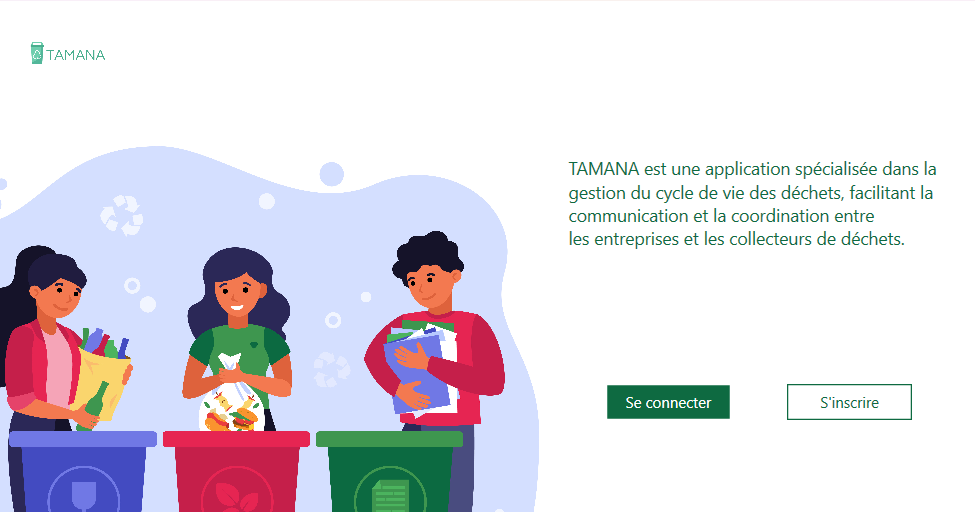 TAMANA
TAMANA est une application spécialisée dans la
gestion du cycle de vie des déchets, facilitant la
communication et la coordination entre
les entreprises et les collecteurs de déchets.
Se connecter
S'inscrire